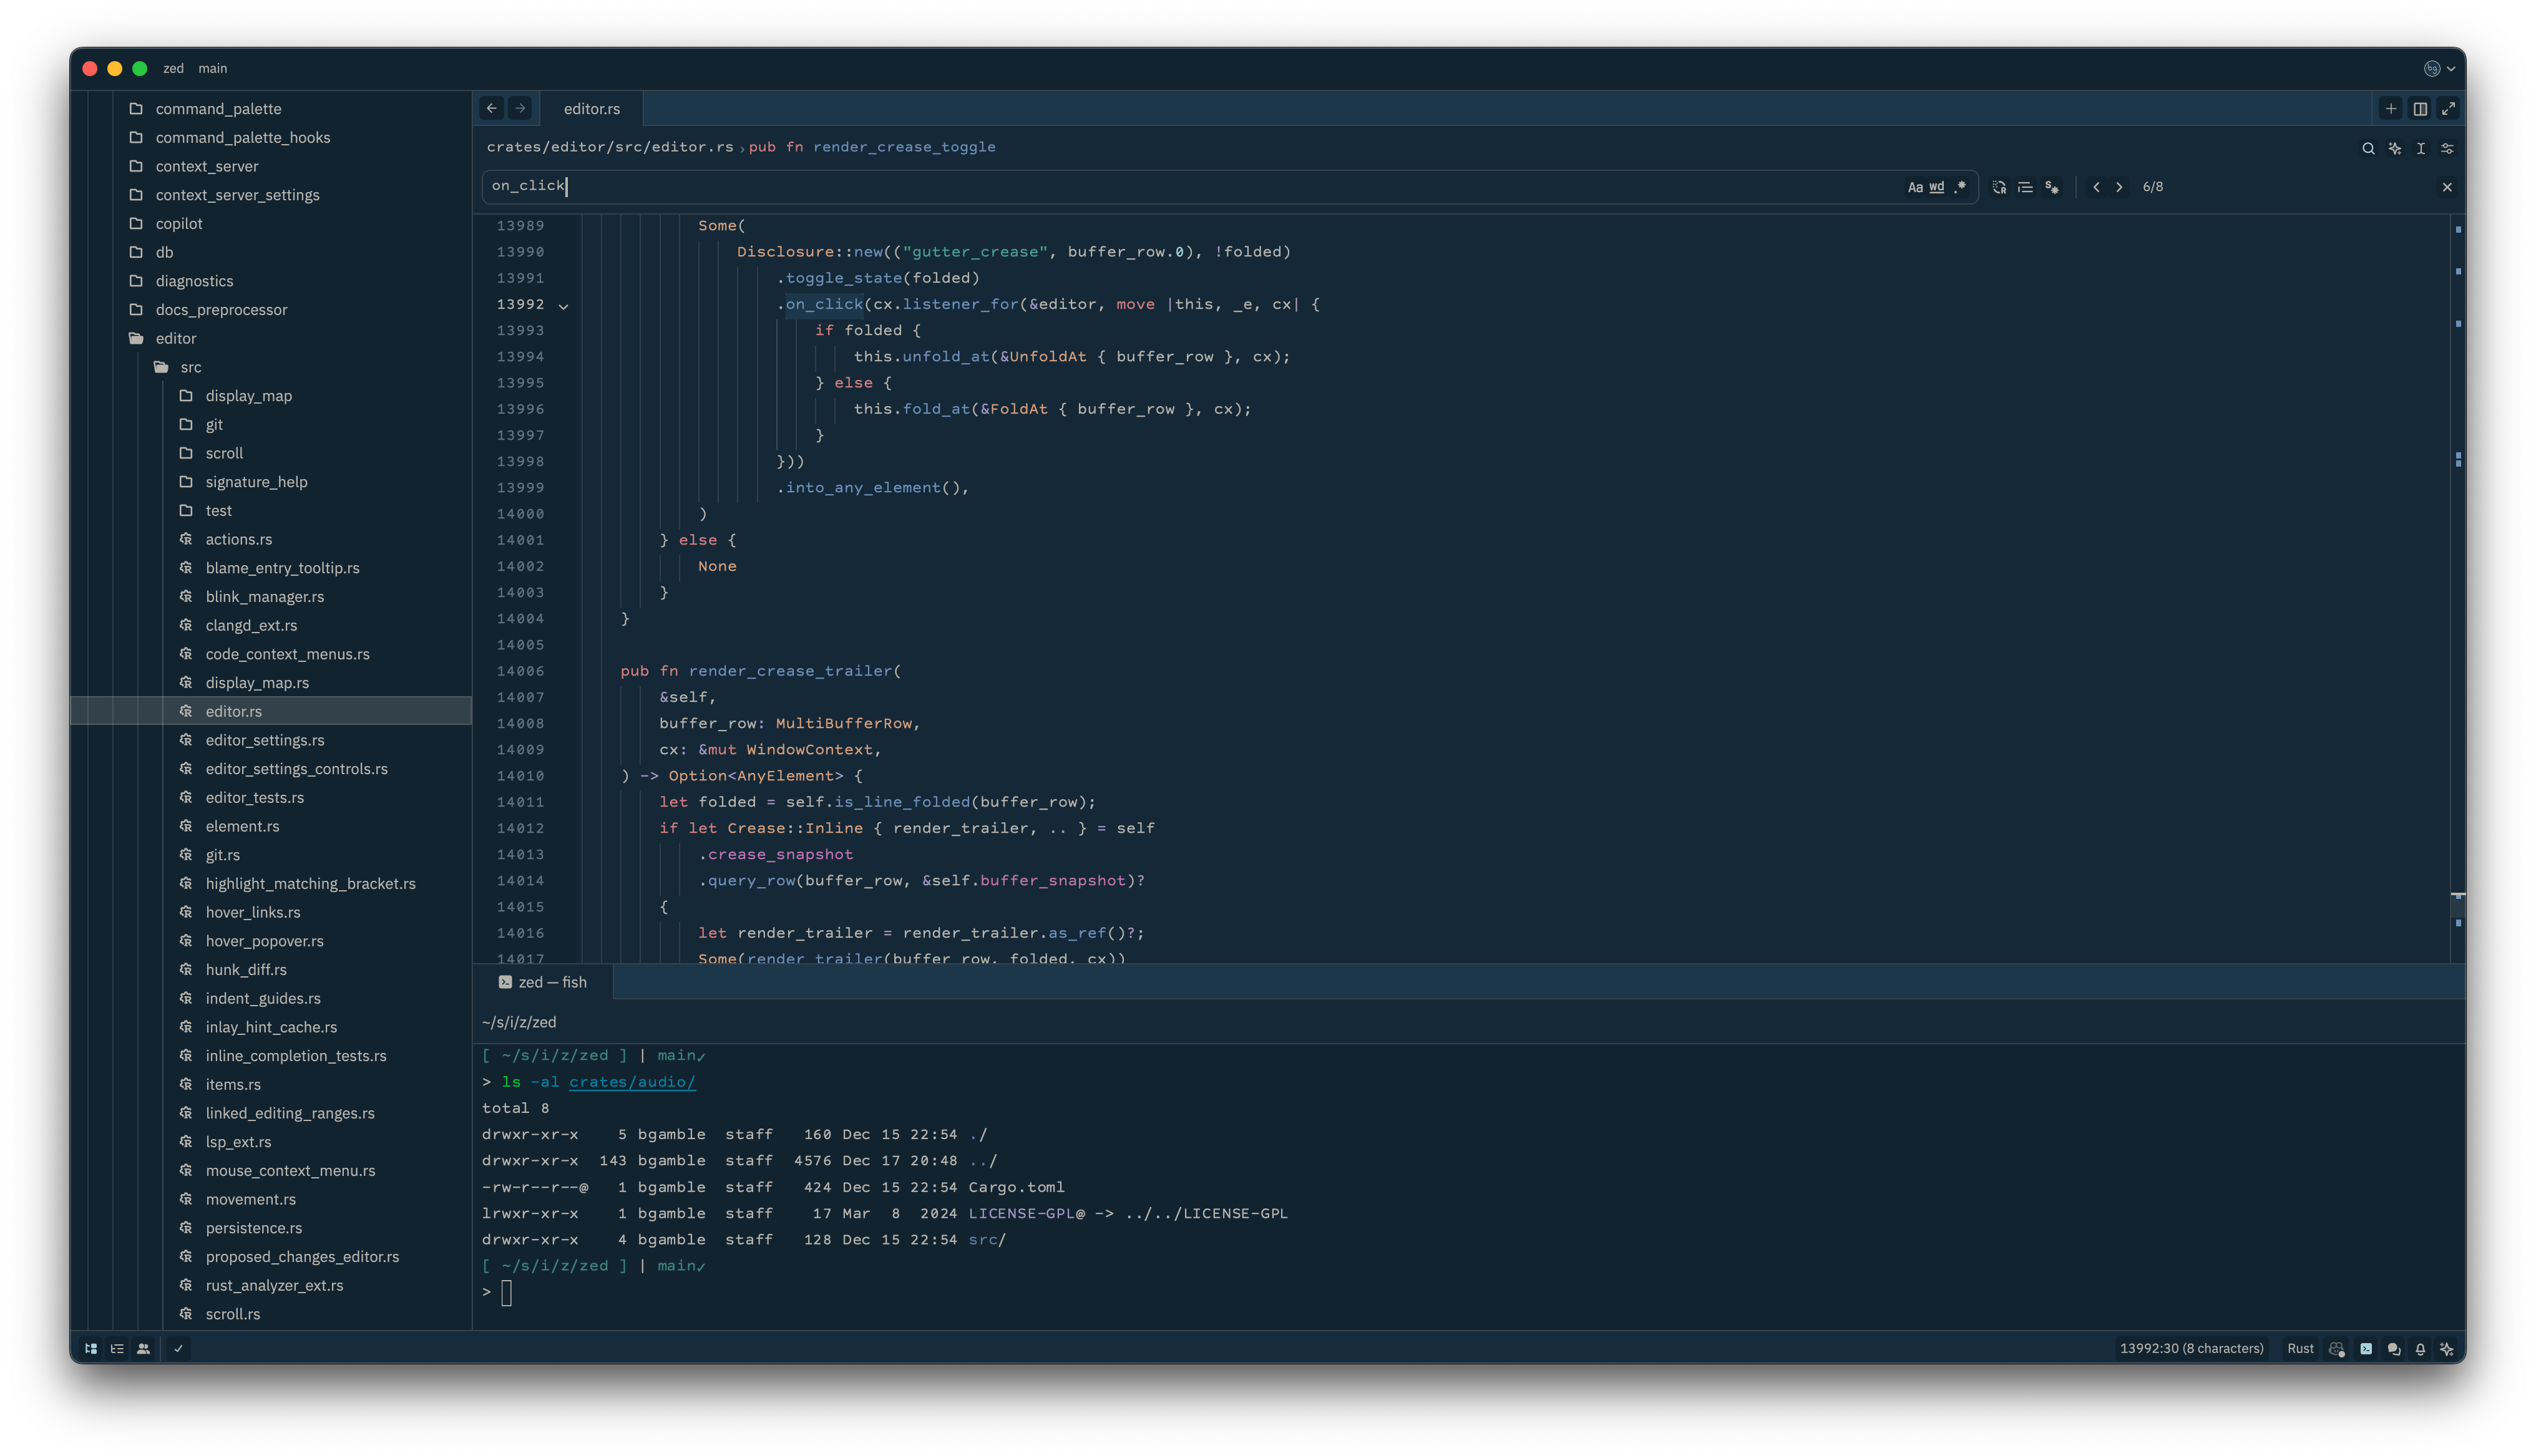 zed main
command_palette
command_palette_hooks
context_server
context_server_settings
copilot
db
diagnostics
docs_preprocessor
editor
src
display_map
git
scroll
signature_help
test
actions.rs
blame_entry_tooltip.rs
blink_manager.rs
clangd_ext.rs
code_context_menus.rs
display_map.rs
editor.rs
editor_settings.rs
editor_settings_controls.rs
editor_tests.rs
element.rs
git.rs
highlight_matching_bracket.rs
hover_links.rs
hover_popover.rs
hunk_diff.rs
indent_guides.rs
inlay_hint_cache.rs
inline_completion_tests.rs
items.rs
linked_editing_ranges.rs
lsp_ext.rs
mouse_context_menu.rs
movement.rs
persistence.rs
proposed_changes_editor.rs
rust_analyzer_ext.rs
scroll.rs
editor.rs
crates/editor/src/editor.rs › pub fn render_crease_toggle
on_click Aa wd .* 6/8
13989 Some(
13990 Disclosure::new(("gutter_crease", buffer_row.0), !folded)
13991 .toggle_state(folded)
13992 .on_click(cx.listener_for(&editor, move |this, _e, cx| {
13993 if folded {
13994 this.unfold_at(&UnfoldAt { buffer_row }, cx);
13995 } else {
13996 this.fold_at(&FoldAt { buffer_row }, cx);
13997 }
13998 }))
13999 .into_any_element(),
14000 )
14001 } else {
14002 None
14003 }
14004 }
14005
14006 pub fn render_crease_trailer(
14007 &self,
14008 buffer_row: MultiBufferRow,
14009 cx: &mut WindowContext,
14010 ) -> Option<AnyElement> {
14011 let folded = self.is_line_folded(buffer_row);
14012 if let Crease::Inline { render_trailer, .. } = self
14013 .crease_snapshot
14014 .query_row(buffer_row, &self.buffer_snapshot)?
14015 {
14016 let render_trailer = render_trailer.as_ref()?;
14017 Some(render_trailer(buffer_row, folded, cx))
zed — fish
~/s/i/z/zed
[ ~/s/i/z/zed ] | main✓
> ls -al crates/audio/
total 8
drwxr-xr-x 5 bgamble staff 160 Dec 15 22:54 ./
drwxr-xr-x 143 bgamble staff 4576 Dec 17 20:48 ../
-rw-r--r--@ 1 bgamble staff 424 Dec 15 22:54 Cargo.toml
lrwxr-xr-x 1 bgamble staff 17 Mar 8 2024 LICENSE-GPL@ -> ../../LICENSE-GPL
drwxr-xr-x 4 bgamble staff 128 Dec 15 22:54 src/
[ ~/s/i/z/zed ] | main✓
>
13992:30 (8 characters) Rust